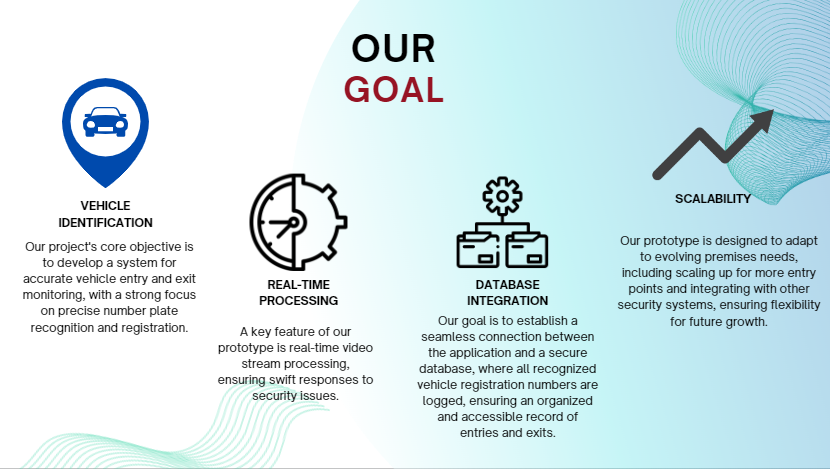 OUR
GOAL
VEHICLE
IDENTIFICATION
Our project's core objective is
to develop a system for
accurate vehicle entry and exit
monitoring, with a strong focus
on precise number plate
recognition and registration.
REAL-TIME
PROCESSING
A key feature of our
prototype is real-time video
stream processing,
ensuring swift responses to
security issues.
DATABASE
INTEGRATION
Our goal is to establish a
seamless connection between
the application and a secure
database, where all recognized
vehicle registration numbers are
logged, ensuring an organized
and accessible record of
entries and exits.
SCALABILITY
Our prototype is designed to adapt
to evolving premises needs,
including scaling up for more entry
points and integrating with other
security systems, ensuring flexibility
for future growth.